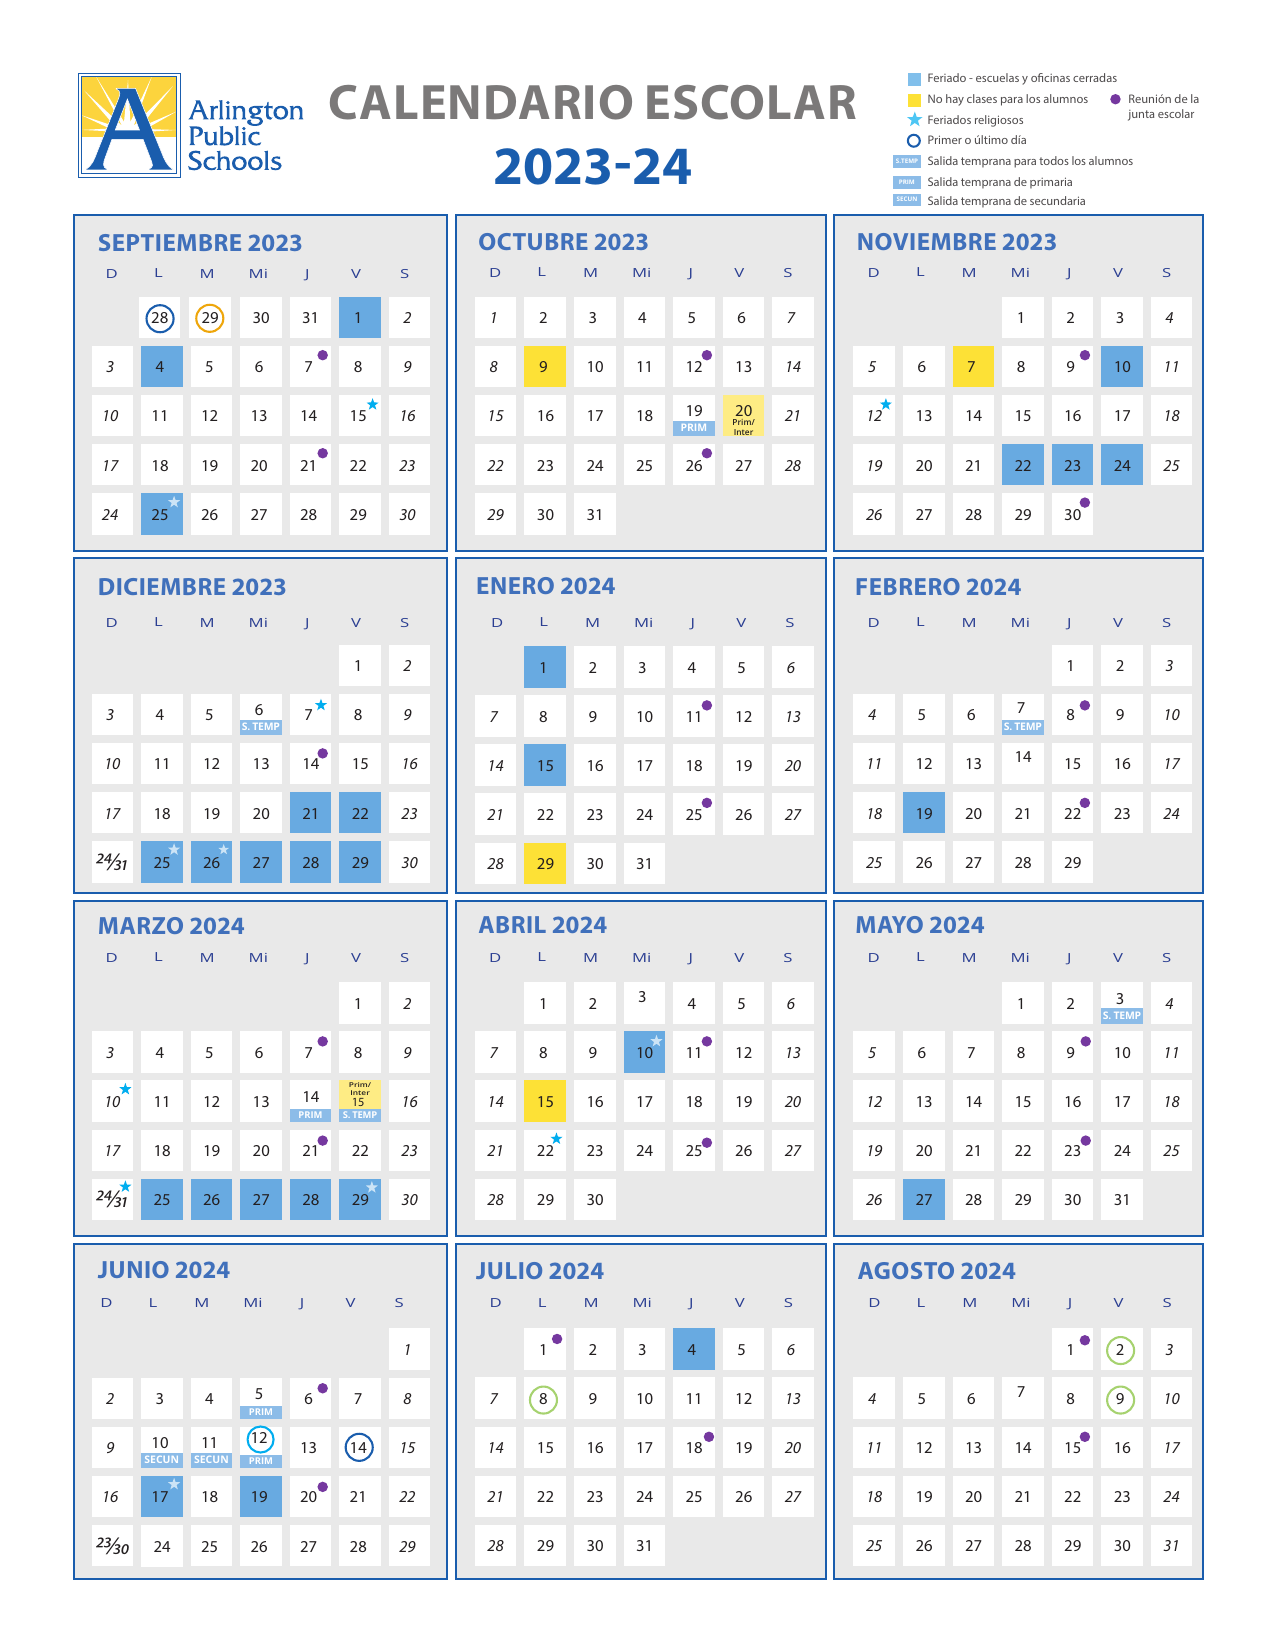 Arlington
Public
Schools
CALENDARIO ESCOLAR
2023-24
Feriado - escuelas y oficinas cerradas
No hay clases para los alumnos
Reunión de la
junta escolar
Feriados religiosos
Primer o último día
S.TEMP Salida temprana para todos los alumnos
PRIM Salida temprana de primaria
SECUN Salida temprana de secundaria
SEPTIEMBRE 2023
D L M Mi J V S
28 29 30 31 1 2
3 4 5 6 7 8 9
10 11 12 13 14 15 16
17 18 19 20 21 22 23
24 25 26 27 28 29 30
OCTUBRE 2023
D L M Mi J V S
1 2 3 4 5 6 7
8 9 10 11 12 13 14
15 16 17 18 19 20 21
PRIM Prim/
Inter
22 23 24 25 26 27 28
29 30 31
NOVIEMBRE 2023
D L M Mi J V S
1 2 3 4
5 6 7 8 9 10 11
12 13 14 15 16 17 18
19 20 21 22 23 24 25
26 27 28 29 30
DICIEMBRE 2023
D L M Mi J V S
1 2
3 4 5 6 7 8 9
S. TEMP
10 11 12 13 14 15 16
17 18 19 20 21 22 23
24/31 25 26 27 28 29 30
ENERO 2024
D L M Mi J V S
1 2 3 4 5 6
7 8 9 10 11 12 13
14 15 16 17 18 19 20
21 22 23 24 25 26 27
28 29 30 31
FEBRERO 2024
D L M Mi J V S
1 2 3
4 5 6 7 8 9 10
S. TEMP
11 12 13 14 15 16 17
18 19 20 21 22 23 24
25 26 27 28 29
MARZO 2024
D L M Mi J V S
1 2
3 4 5 6 7 8 9
Prim/
Inter
10 11 12 13 14 15 16
PRIM S. TEMP
17 18 19 20 21 22 23
24/31 25 26 27 28 29 30
ABRIL 2024
D L M Mi J V S
1 2 3 4 5 6
7 8 9 10 11 12 13
14 15 16 17 18 19 20
21 22 23 24 25 26 27
28 29 30
MAYO 2024
D L M Mi J V S
1 2 3 4
S. TEMP
5 6 7 8 9 10 11
12 13 14 15 16 17 18
19 20 21 22 23 24 25
26 27 28 29 30 31
JUNIO 2024
D L M Mi J V S
1
2 3 4 5 6 7 8
PRIM
9 10 11 12 13 14 15
SECUN SECUN PRIM
16 17 18 19 20 21 22
23/30 24 25 26 27 28 29
JULIO 2024
D L M Mi J V S
1 2 3 4 5 6
7 8 9 10 11 12 13
14 15 16 17 18 19 20
21 22 23 24 25 26 27
28 29 30 31
AGOSTO 2024
D L M Mi J V S
1 2 3
4 5 6 7 8 9 10
11 12 13 14 15 16 17
18 19 20 21 22 23 24
25 26 27 28 29 30 31